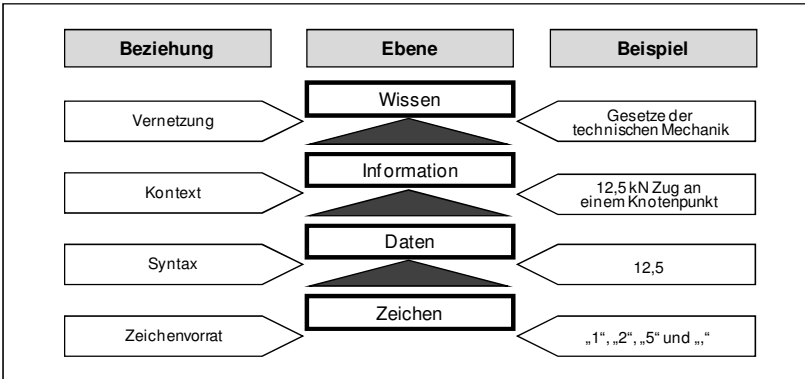 Beziehung
Ebene
Beispiel
Wissen
Vernetzung
Gesetze der
technischen Mechanik
Information
Kontext
12,5 kN Zug an
einem Knotenpunkt
Daten
Syntax
12,5
Zeichen
Zeichenvorrat
„1“, „2“, „5“ und „,“